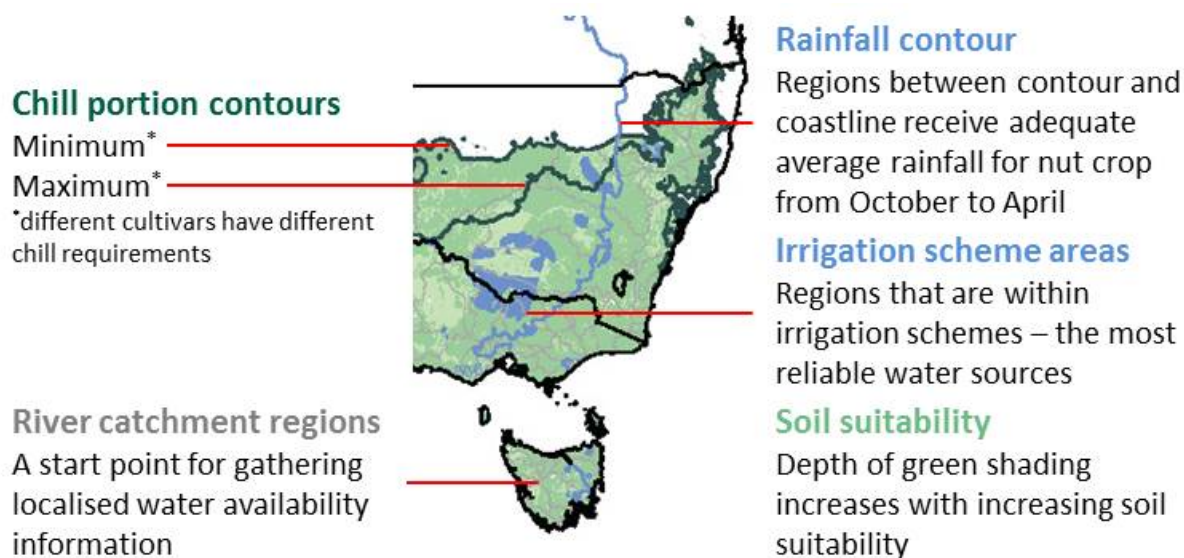 Chill portion contours
Minimum*
Maximum*
*different cultivars have different
chill requirements
River catchment regions
A start point for gathering
localised water availability
information
Rainfall contour
Regions between contour and
coastline receive adequate
average rainfall for nut crop
from October to April
Irrigation scheme areas
Regions that are within
irrigation schemes – the most
reliable water sources
Soil suitability
Depth of green shading
increases with increasing soil
suitability